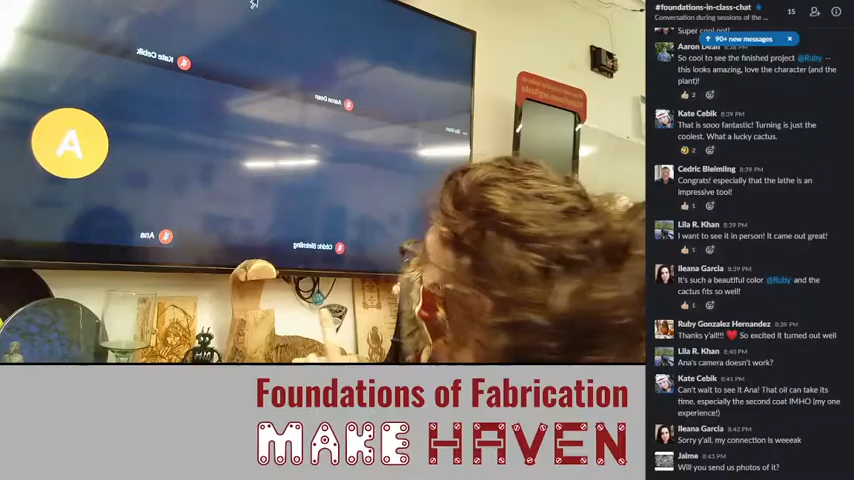 Kate Cebik
Aaron Dean
A
Ana
Cedric Bleimling
Foundations of Fabrication
MAKE HAVEN
#foundations-in-class-chat
15
Conversation during sessions of the ...
Super cool
90+ new messages
Aaron Dean 8:38 PM
So cool to see the finished project @Ruby --
this looks amazing, love the character (and the
plant)!
2
Kate Cebik 8:39 PM
That is sooo fantastic! Turning is just the
coolest. What a lucky cactus.
2
Cedric Bleimling 8:39 PM
Congrats! especially that the lathe is an
impressive tool!
1
Lila R. Khan 8:39 PM
I want to see it in person! It came out great!
1
Ileana Garcia 8:39 PM
It's such a beautiful color @Ruby and the
cactus fits so well!
1
Ruby Gonzalez Hernandez 8:39 PM
Thanks y'all!!! ❤️ So excited it turned out well
Lila R. Khan 8:40 PM
Ana's camera doesn't work?
Kate Cebik 8:41 PM
Can't wait to see it Ana! That oil can take its
time, especially the second coat IMHO (my one
experience!)
Ileana Garcia 8:42 PM
Sorry y'all, my connection is weeeak
Jaime 8:43 PM
Will you send us photos of it?